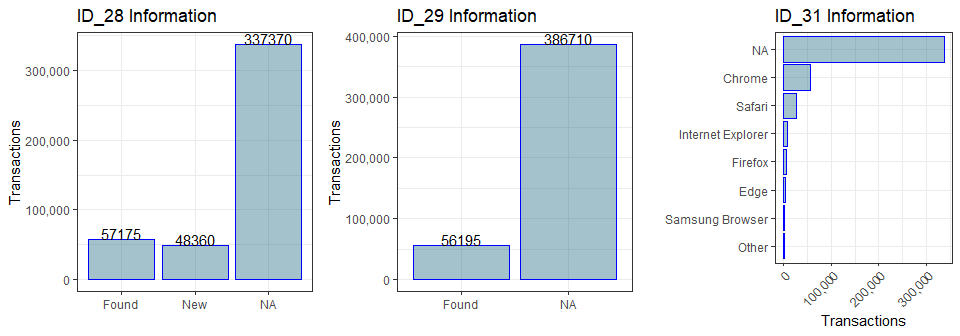 ID_28 Information
Transactions
300,000
200,000
100,000
0
57175
48360
337370
Found New NA
ID_29 Information
Transactions
400,000
300,000
200,000
100,000
0
56195
386710
Found NA
ID_31 Information
NA
Chrome
Safari
Internet Explorer
Firefox
Edge
Samsung Browser
Other
0 100,000 200,000 300,000
Transactions